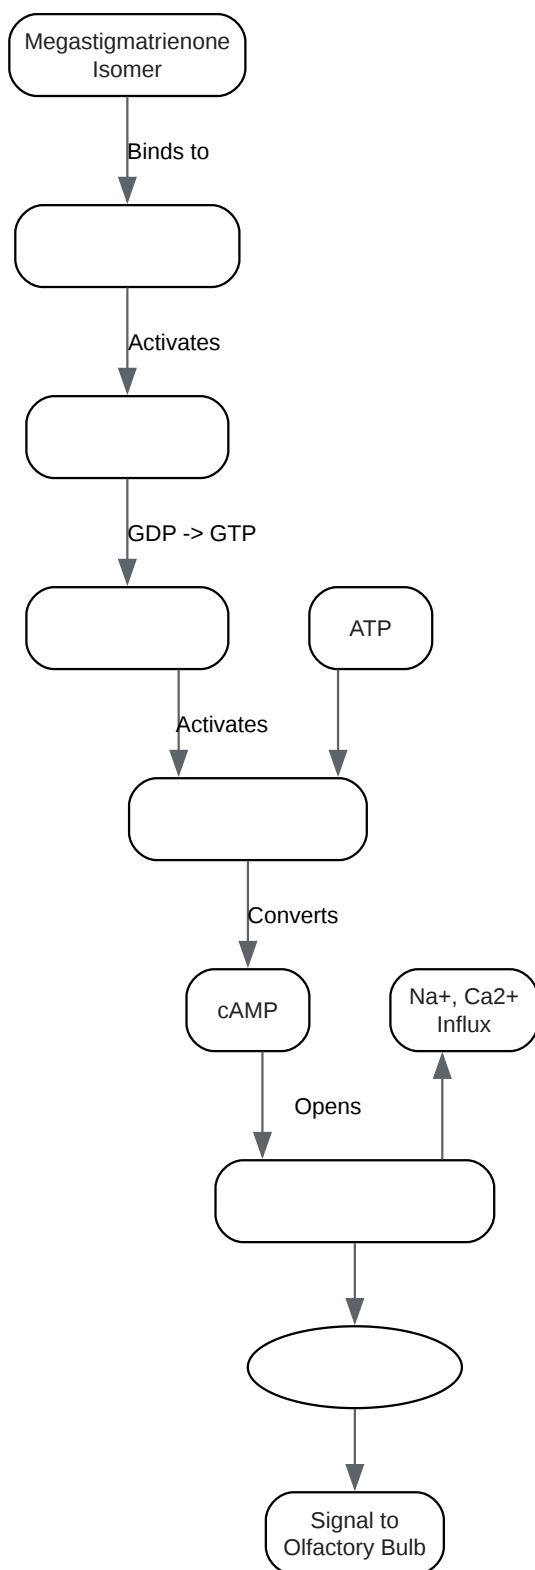 Megastigmatrienone
Isomer
Binds to
Activates
GDP -> GTP
ATP
Activates
Converts
cAMP
Na+, Ca2+
Influx
Opens
Signal to
Olfactory Bulb